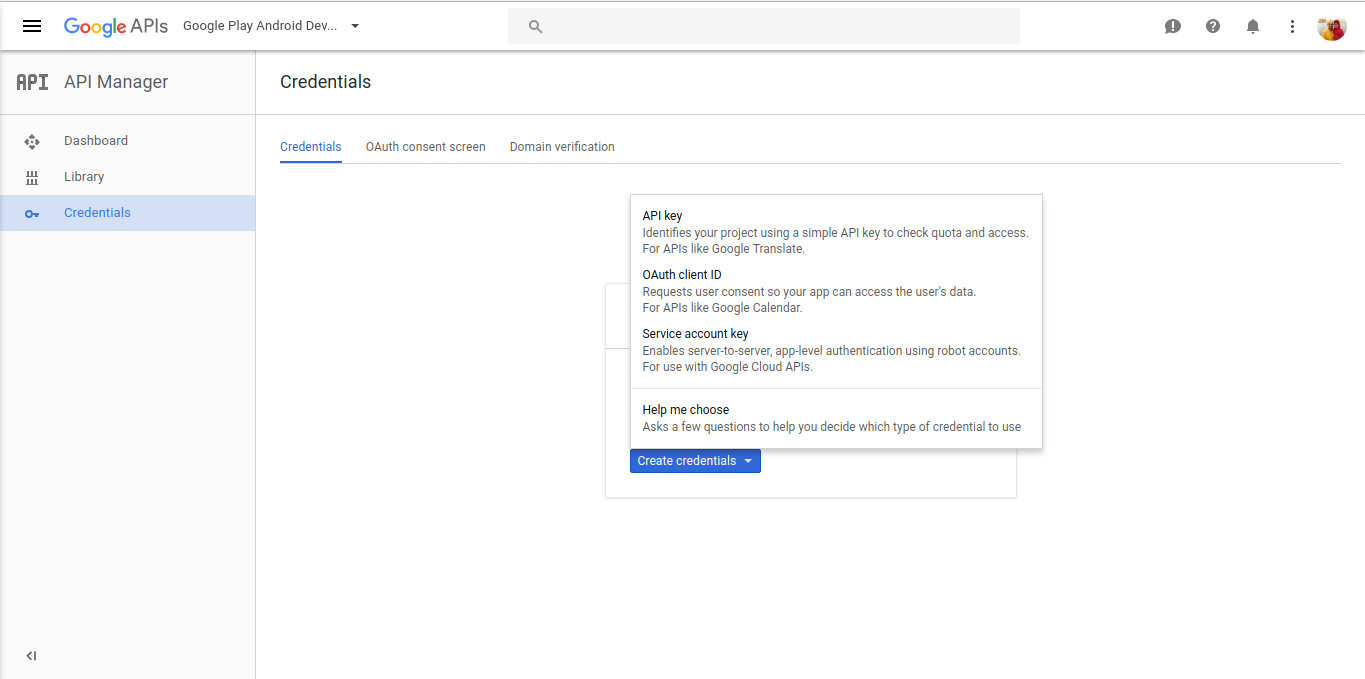 Google APIs
Google Play Android Dev...
API
API Manager
Credentials
Dashboard
Library
Credentials
Credentials
OAuth consent screen
Domain verification
API key
Identifies your project using a simple API key to check quota and access.
For APIs like Google Translate.
OAuth client ID
Requests user consent so your app can access the user's data.
For APIs like Google Calendar.
Service account key
Enables server-to-server, app-level authentication using robot accounts.
For use with Google Cloud APIs.
Help me choose
Asks a few questions to help you decide which type of credential to use
Create credentials